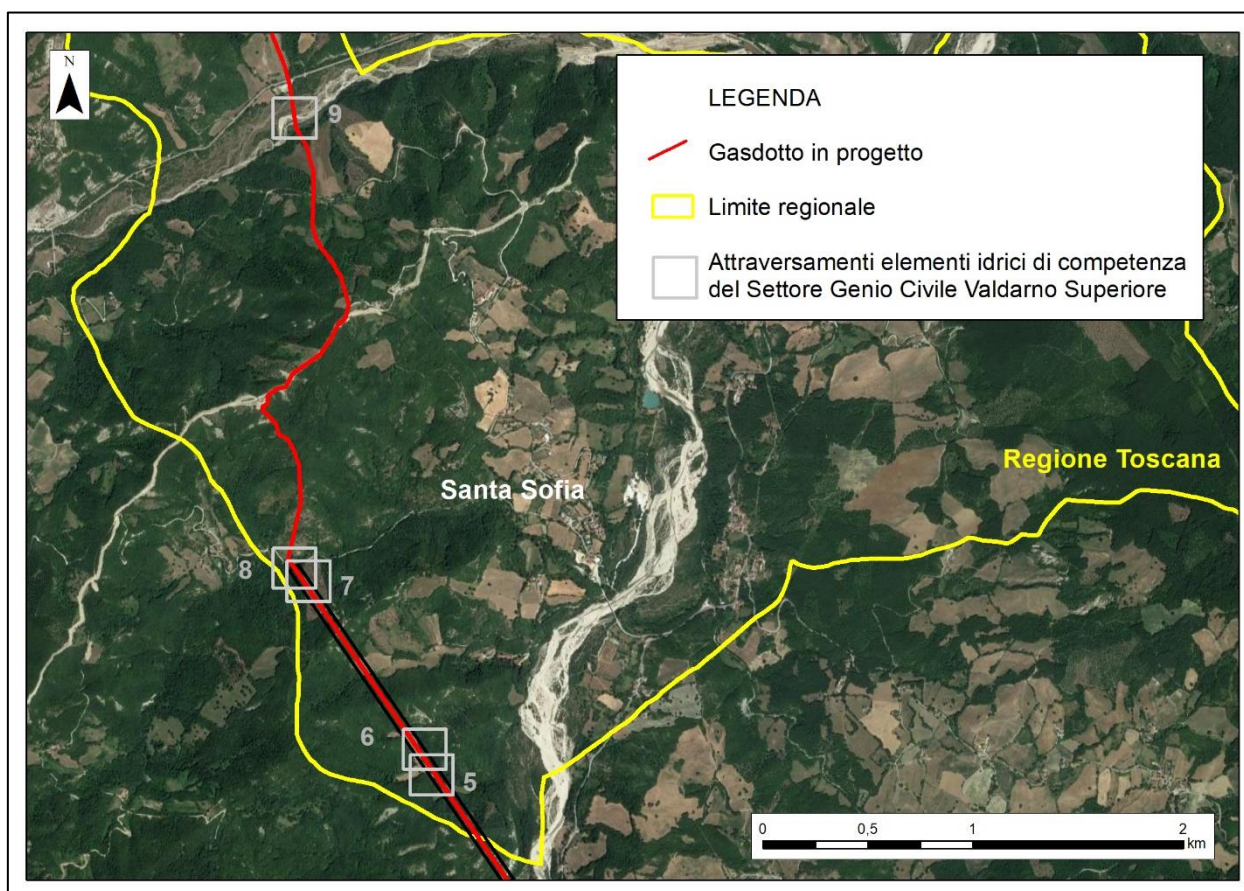 N
LEGENDA
Gasdotto in progetto
Limite regionale
Attraversamenti elementi idrici di competenza
del Settore Genio Civile Valdarno Superiore
9
Regione Toscana
Santa Sofia
8
7
6
5
0 0,5 1 2
km